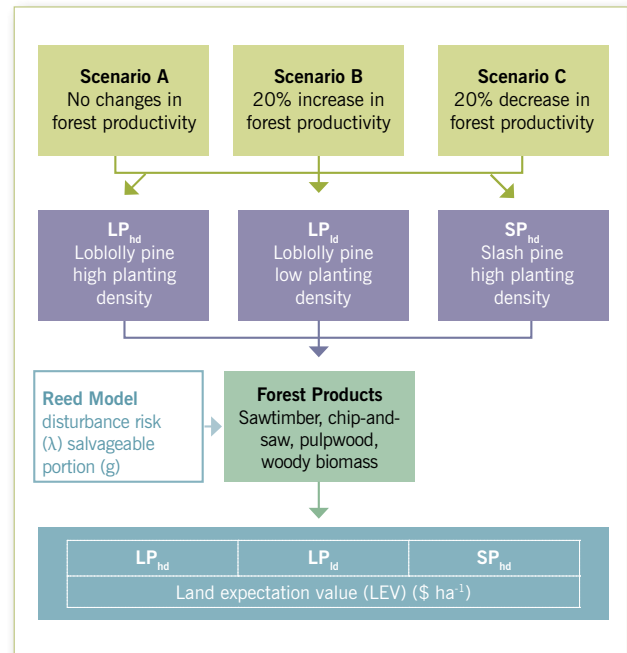 Scenario A
No changes in
forest productivity
Scenario B
20% increase in
forest productivity
Scenario C
20% decrease in
forest productivity
LPhd
Loblolly pine
high planting
density
LPld
Loblolly pine
low planting
density
SPhd
Slash pine
high planting
density
Reed Model
disturbance risk
(λ) salvageable
portion (g)
Forest Products
Sawtimber, chip-and-
saw, pulpwood,
woody biomass
LPhd
LPld
SPhd
Land expectation value (LEV) ($ ha⁻¹)